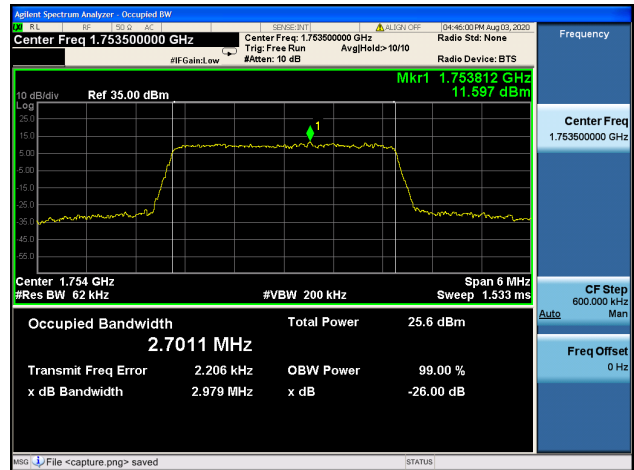 Agilent Spectrum Analyzer - Occupied BW
RL RF 50 Ω AC SENSE:INT ALIGN OFF 04:46:00 PM Aug 03, 2020
Center Freq 1.753500000 GHz Center Freq: 1.753500000 GHz Radio Std: None
Trig: Free Run Avg|Hold:>10/10
#IFGain:Low #Atten: 10 dB Radio Device: BTS
Mkr1 1.753812 GHz
10 dB/div Ref 35.00 dBm 11.597 dBm
Log
25.0
15.0
5.00
-5.00
-15.0
-25.0
-35.0
-45.0
-55.0
1
Center 1.754 GHz Span 6 MHz
#Res BW 62 kHz #VBW 200 kHz Sweep 1.533 ms
Occupied Bandwidth Total Power 25.6 dBm
2.7011 MHz
Transmit Freq Error 2.206 kHz OBW Power 99.00 %
x dB Bandwidth 2.979 MHz x dB -26.00 dB
MSG File <capture.png> saved STATUS
Frequency
Center Freq
1.753500000 GHz
CF Step
600.000 kHz
Auto Man
Freq Offset
0 Hz